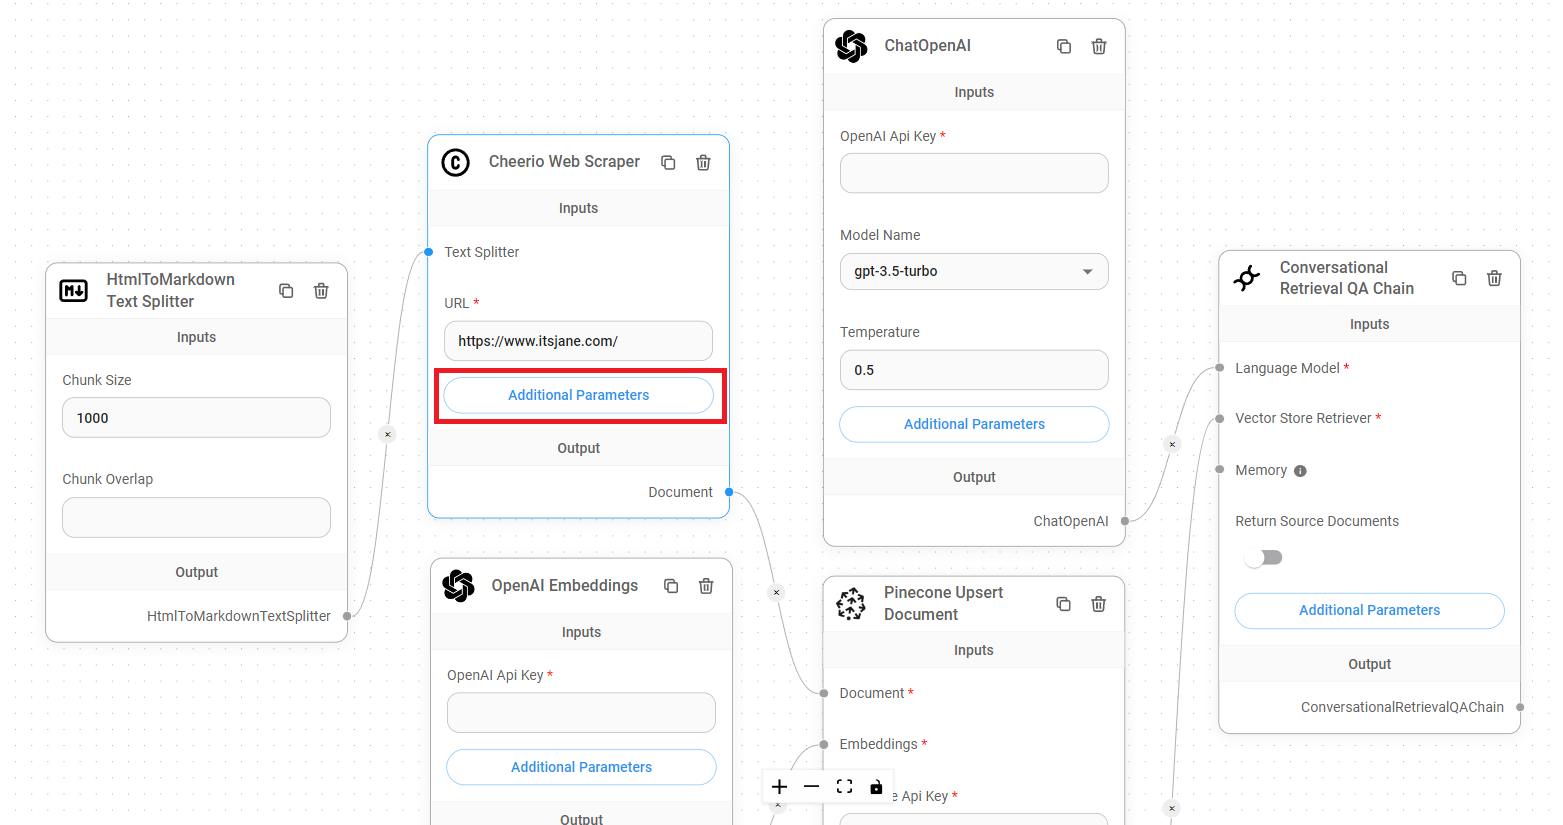 HtmlToMarkdown
Text Splitter
Inputs
Chunk Size
1000
Chunk Overlap
Output
HtmlToMarkdownTextSplitter
Cheerio Web Scraper
Inputs
Text Splitter
URL *
https://www.itsjane.com/
Additional Parameters
Output
Document
OpenAI Embeddings
Inputs
OpenAI Api Key *
Additional Parameters
Output
ChatOpenAI
Inputs
OpenAI Api Key *
Model Name
gpt-3.5-turbo
Temperature
0.5
Additional Parameters
Output
ChatOpenAI
Pinecone Upsert
Document
Inputs
Document *
Embeddings *
Api Key *
Conversational
Retrieval QA Chain
Inputs
Language Model *
Vector Store Retriever *
Memory
Return Source Documents
Additional Parameters
Output
ConversationalRetrievalQAChain